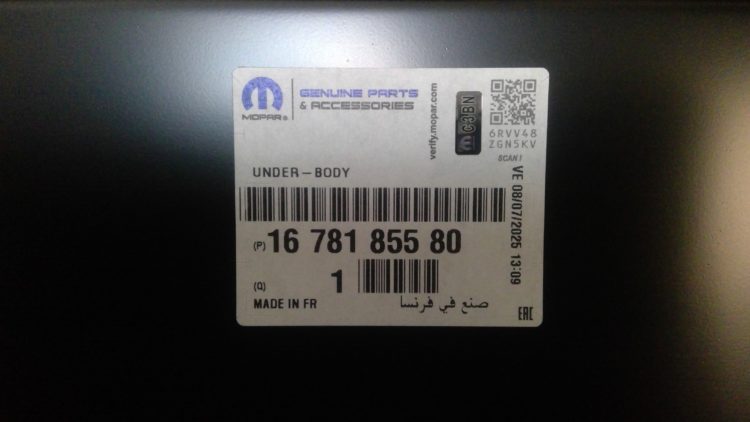 GENUINE PARTS
& ACCESSORIES
MOPAR®
verify.mopar.com
C3BN
6RVV48
ZGN5KV
SCAN!
UNDER-BODY
VE 08/07/2025 13:09
(P) 16 781 855 80
(Q) 1
MADE IN FR صنع في فرنسا
EAC